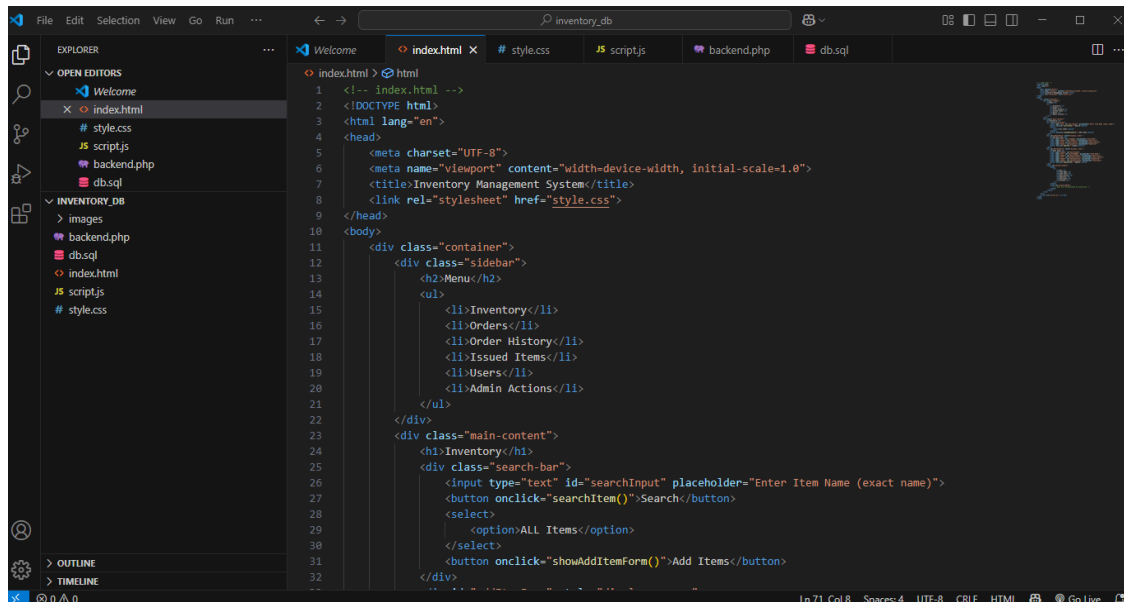 File Edit Selection View Go Run ... inventory_db
EXPLORER ...
OPEN EDITORS
Welcome
index.html
# style.css
JS script.js
backend.php
db.sql
INVENTORY_DB
images
backend.php
db.sql
index.html
JS script.js
# style.css
OUTLINE
TIMELINE
Welcome index.html # style.css JS script.js backend.php db.sql ...
index.html > html
1 <!-- index.html -->
2 <!DOCTYPE html>
3 <html lang="en">
4 <head>
5 <meta charset="UTF-8">
6 <meta name="viewport" content="width=device-width, initial-scale=1.0">
7 <title>Inventory Management System</title>
8 <link rel="stylesheet" href="style.css">
9 </head>
10 <body>
11 <div class="container">
12 <div class="sidebar">
13 <h2>Menu</h2>
14 <ul>
15 <li>Inventory</li>
16 <li>Orders</li>
17 <li>Order History</li>
18 <li>Issued Items</li>
19 <li>Users</li>
20 <li>Admin Actions</li>
21 </ul>
22 </div>
23 <div class="main-content">
24 <h1>Inventory</h1>
25 <div class="search-bar">
26 <input type="text" id="searchInput" placeholder="Enter Item Name (exact name)">
27 <button onclick="searchItem()">Search</button>
28 <select>
29 <option>ALL Items</option>
30 </select>
31 <button onclick="showAddItemForm()">Add Items</button>
32 </div>
0 0 Ln 71, Col 8 Spaces: 4 UTF-8 CRLF HTML Go Live